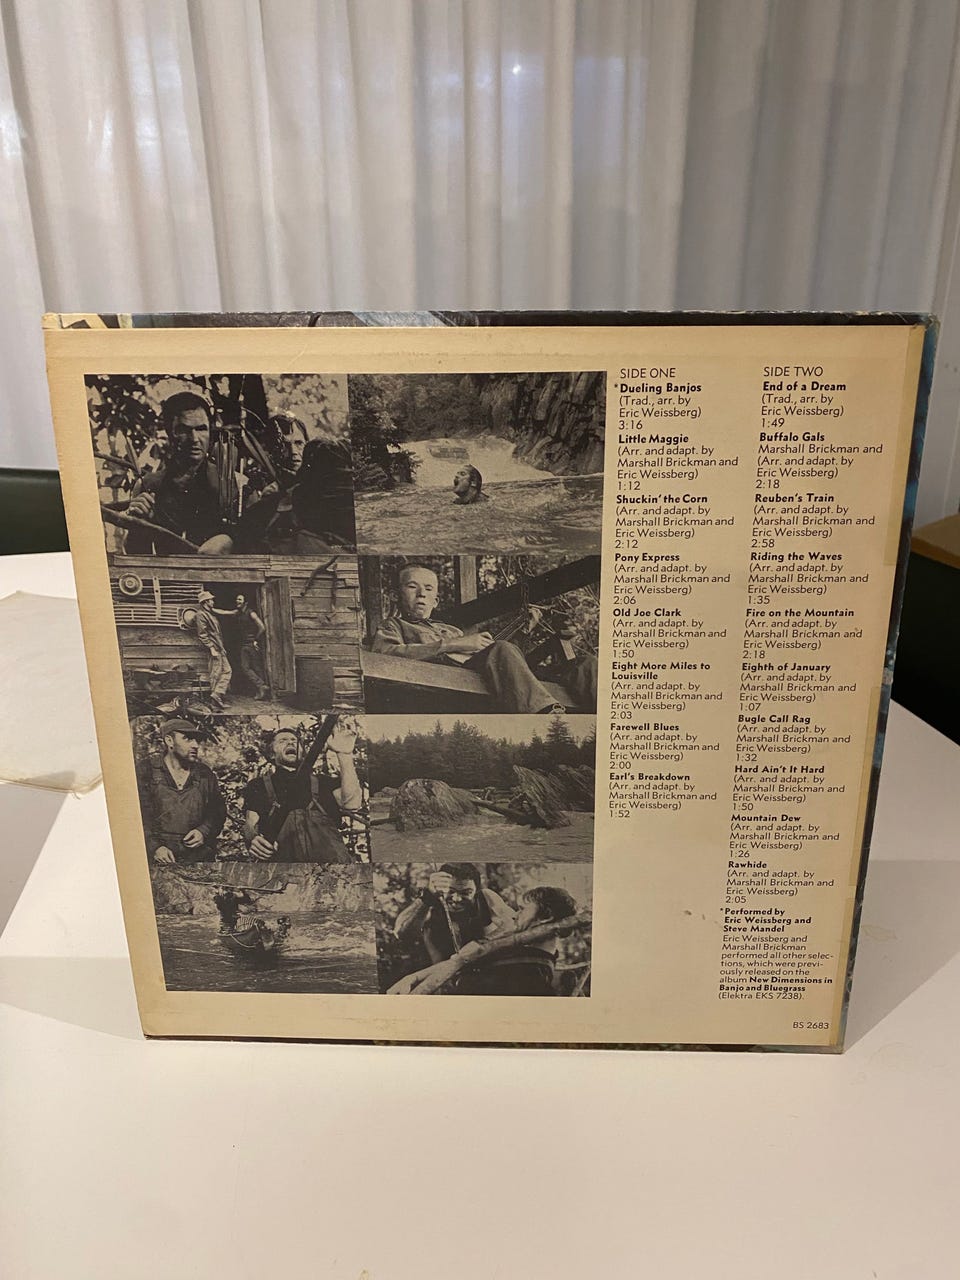 SIDE ONE
*Dueling Banjos
(Trad., arr. by
Eric Weissberg)
3:16
Little Maggie
(Arr. and adapt. by
Marshall Brickman and
Eric Weissberg)
1:12
Shuckin' the Corn
(Arr. and adapt. by
Marshall Brickman and
Eric Weissberg)
2:12
Pony Express
(Arr. and adapt. by
Marshall Brickman and
Eric Weissberg)
2:06
Old Joe Clark
(Arr. and adapt. by
Marshall Brickman and
Eric Weissberg)
1:50
Eight More Miles to
Louisville
(Arr. and adapt. by
Marshall Brickman and
Eric Weissberg)
2:03
Farewell Blues
(Arr. and adapt. by
Marshall Brickman and
Eric Weissberg)
2:00
Earl's Breakdown
(Arr. and adapt. by
Marshall Brickman and
Eric Weissberg)
1:52
SIDE TWO
End of a Dream
(Trad., arr. by
Eric Weissberg)
1:49
Buffalo Gals
Marshall Brickman and
(Arr. and adapt. by
Eric Weissberg)
2:18
Reuben's Train
(Arr. and adapt. by
Marshall Brickman and
Eric Weissberg)
2:58
Riding the Waves
(Arr. and adapt. by
Marshall Brickman and
Eric Weissberg)
1:35
Fire on the Mountain
(Arr. and adapt. by
Marshall Brickman and
Eric Weissberg)
2:18
Eighth of January
(Arr. and adapt. by
Marshall Brickman and
Eric Weissberg)
1:07
Bugle Call Rag
(Arr. and adapt. by
Marshall Brickman and
Eric Weissberg)
1:32
Hard Ain't It Hard
(Arr. and adapt. by
Marshall Brickman and
Eric Weissberg)
1:50
Mountain Dew
(Arr. and adapt. by
Marshall Brickman and
Eric Weissberg)
1:26
Rawhide
(Arr. and adapt. by
Marshall Brickman and
Eric Weissberg)
2:05
*Performed by
Eric Weissberg and
Steve Mandel
Eric Weissberg and
Marshall Brickman
performed all other selec-
tions, which were previ-
ously released on the
album New Dimensions in
Banjo and Bluegrass
(Elektra EKS 7238).
BS 2683